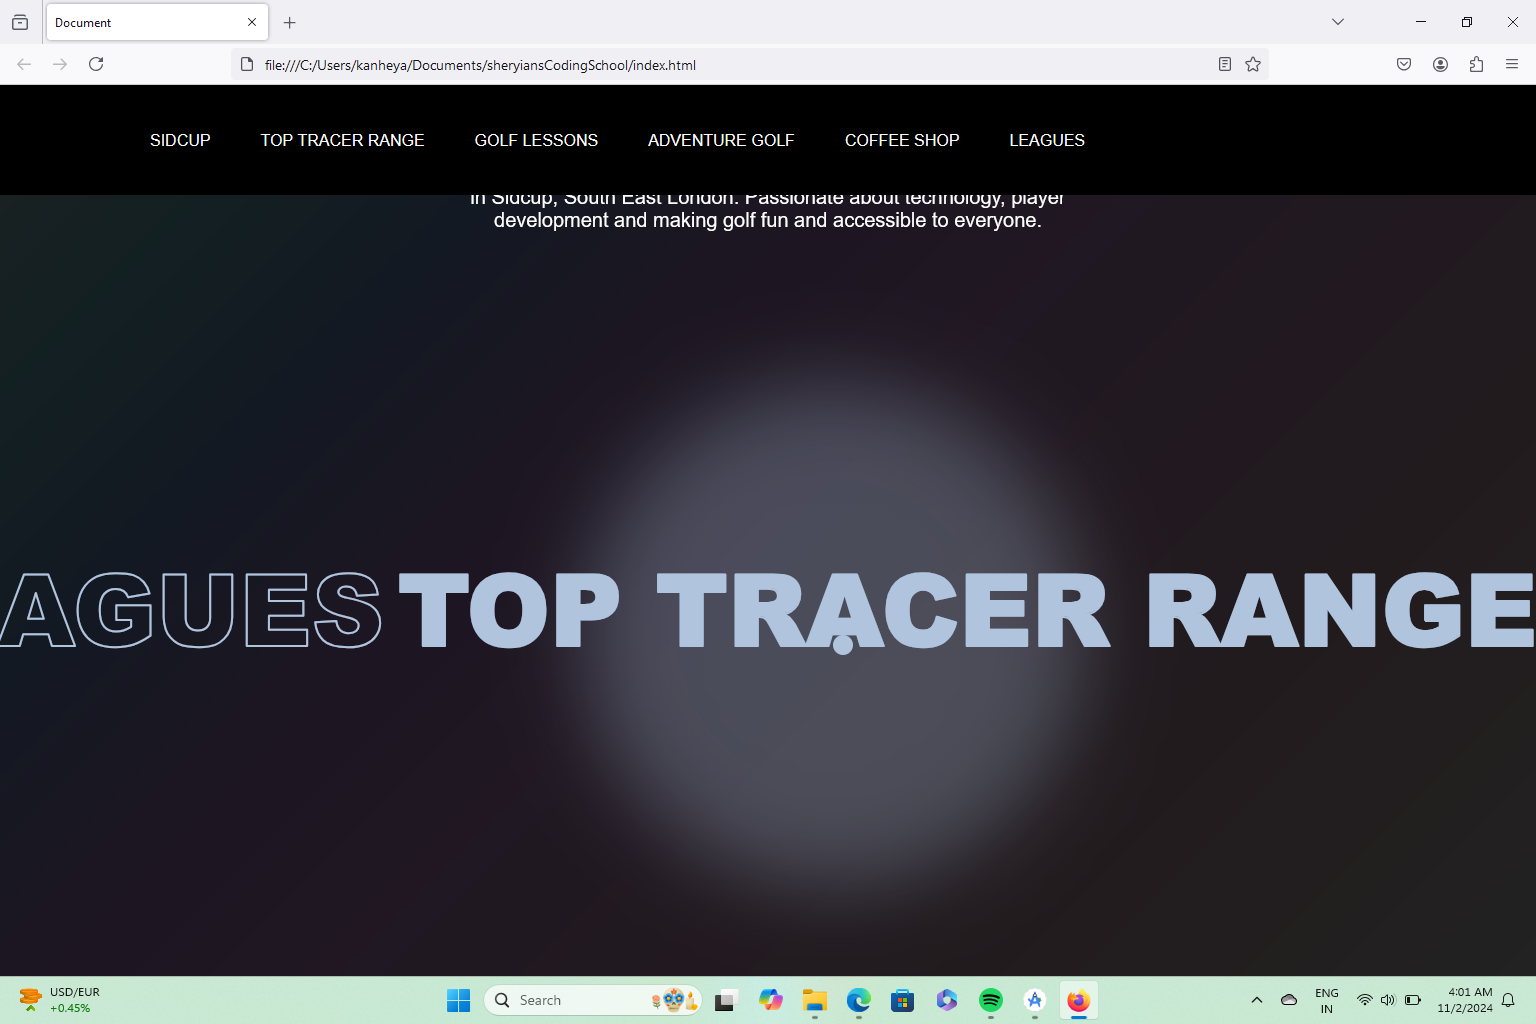 Document
file:///C:/Users/kanheya/Documents/sheryiansCodingSchool/index.html
SIDCUP TOP TRACER RANGE GOLF LESSONS ADVENTURE GOLF COFFEE SHOP LEAGUES
in Sidcup, South East London. Passionate about technology, player
development and making golf fun and accessible to everyone.
AGUES TOP TRACER RANGE
USD/EUR
+0.45%
Search
ENG
IN
4:01 AM
11/2/2024